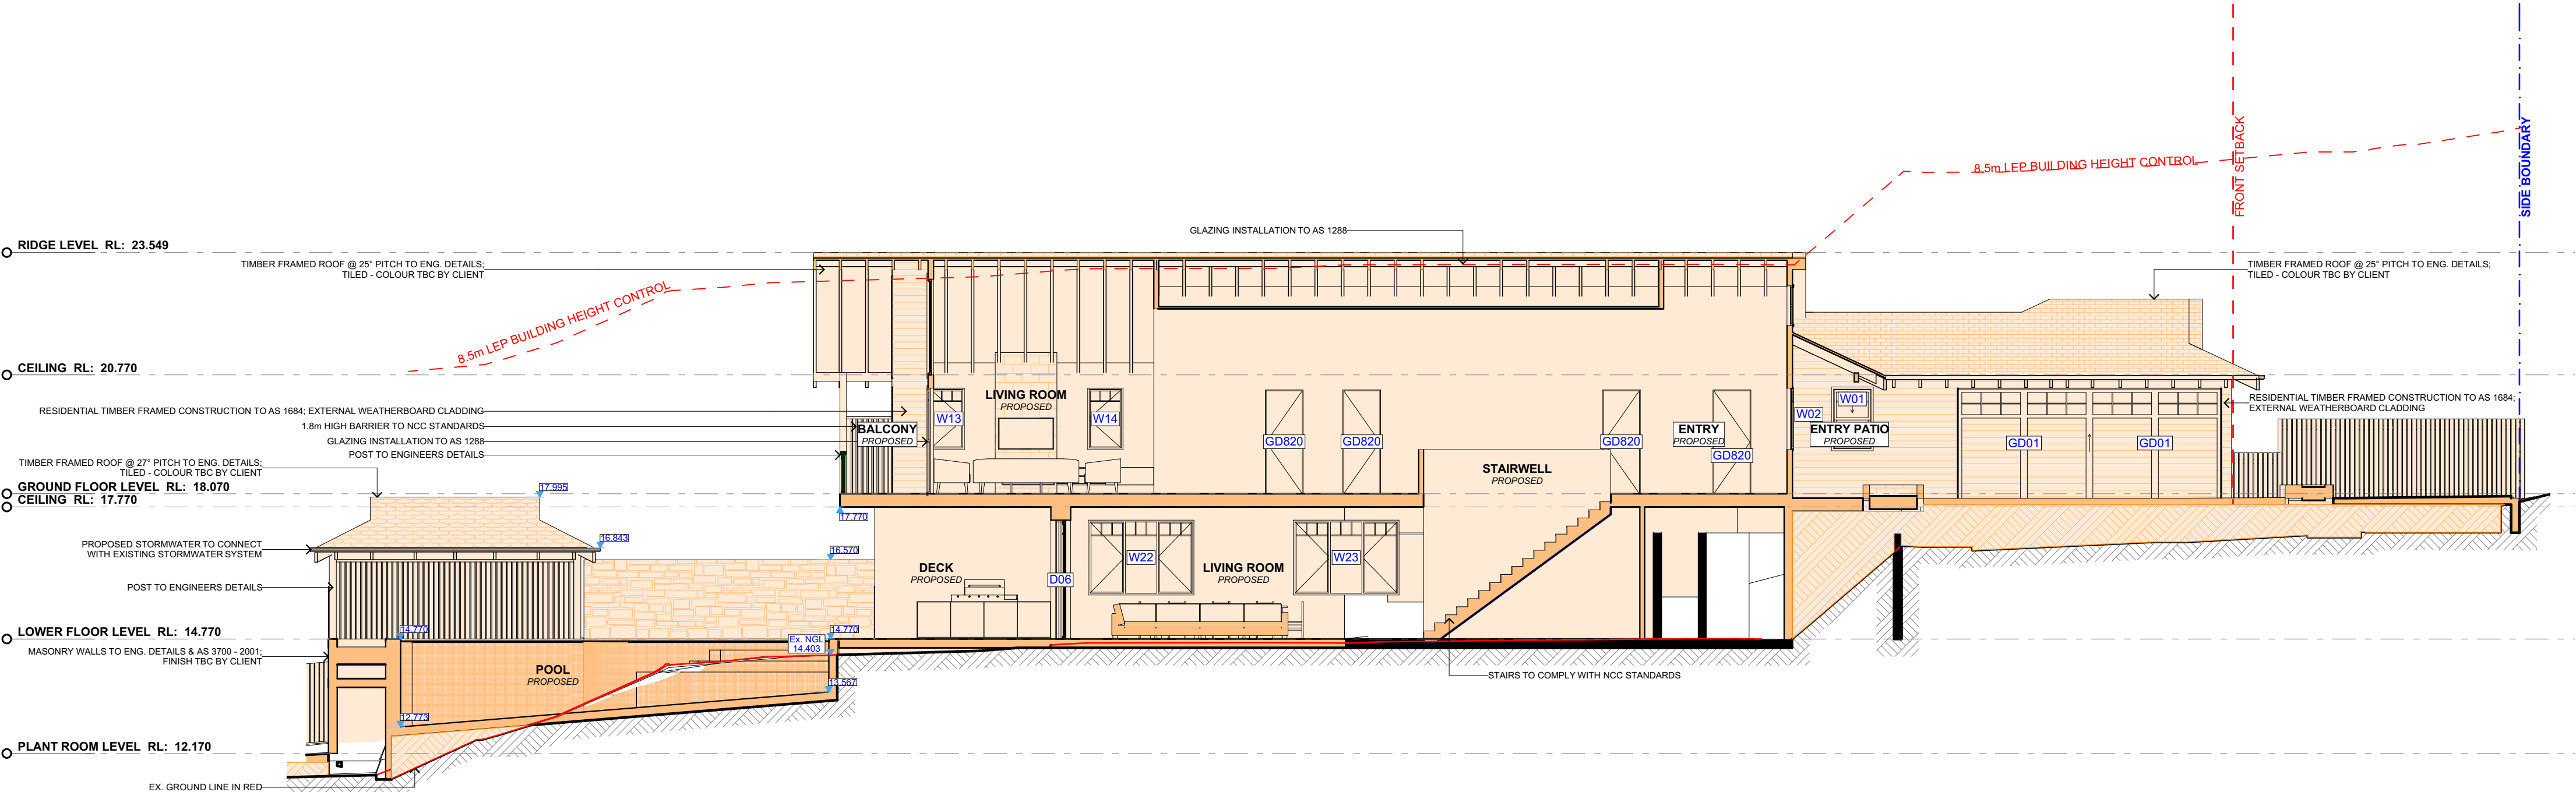 8.5m LEP BUILDING HEIGHT CONTROL
FRONT SETBACK
SIDE BOUNDARY
GLAZING INSTALLATION TO AS 1288
RIDGE LEVEL RL: 23.549
TIMBER FRAMED ROOF @ 25° PITCH TO ENG. DETAILS;
TILED - COLOUR TBC BY CLIENT
TIMBER FRAMED ROOF @ 25° PITCH TO ENG. DETAILS;
TILED - COLOUR TBC BY CLIENT
8.5m LEP BUILDING HEIGHT CONTROL
CEILING RL: 20.770
RESIDENTIAL TIMBER FRAMED CONSTRUCTION TO AS 1684; EXTERNAL WEATHERBOARD CLADDING
1.8m HIGH BARRIER TO NCC STANDARDS
GLAZING INSTALLATION TO AS 1288
POST TO ENGINEERS DETAILS
BALCONY
PROPOSED
W13
LIVING ROOM
PROPOSED
W14
GD820
GD820
GD820
ENTRY
PROPOSED
GD820
W02
W01
ENTRY PATIO
PROPOSED
GD01
GD01
RESIDENTIAL TIMBER FRAMED CONSTRUCTION TO AS 1684;
EXTERNAL WEATHERBOARD CLADDING
STAIRWELL
PROPOSED
TIMBER FRAMED ROOF @ 27° PITCH TO ENG. DETAILS;
TILED - COLOUR TBC BY CLIENT
GROUND FLOOR LEVEL RL: 18.070
CEILING RL: 17.770
17.995
17.770
16.843
16.570
PROPOSED STORMWATER TO CONNECT
WITH EXISTING STORMWATER SYSTEM
POST TO ENGINEERS DETAILS
DECK
PROPOSED
D06
W22
LIVING ROOM
PROPOSED
W23
LOWER FLOOR LEVEL RL: 14.770
14.770
14.770
Ex. NGL
14.403
MASONRY WALLS TO ENG. DETAILS & AS 3700 - 2001;
FINISH TBC BY CLIENT
POOL
PROPOSED
13.567
STAIRS TO COMPLY WITH NCC STANDARDS
12.773
PLANT ROOM LEVEL RL: 12.170
EX. GROUND LINE IN RED